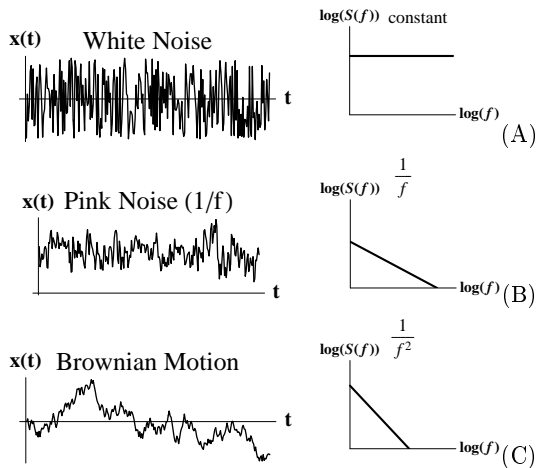 x(t) White Noise
t
log(S(f)) constant
log(f)
(A)
x(t) Pink Noise (1/f)
t
log(S(f)) 1/f
log(f)
(B)
x(t) Brownian Motion
t
log(S(f)) 1/f²
log(f)
(C)